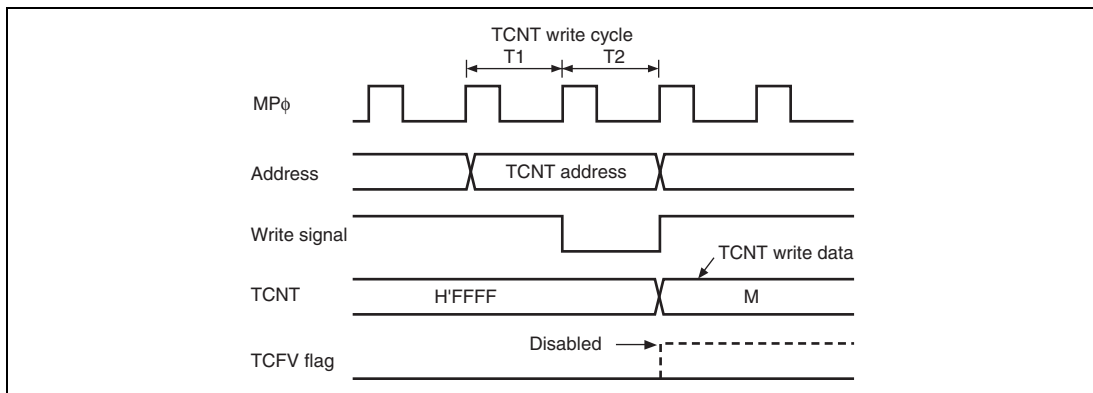 TCNT write cycle
T1 T2
MPϕ
Address TCNT address
Write signal
TCNT write data
TCNT H'FFFF M
Disabled
TCFV flag